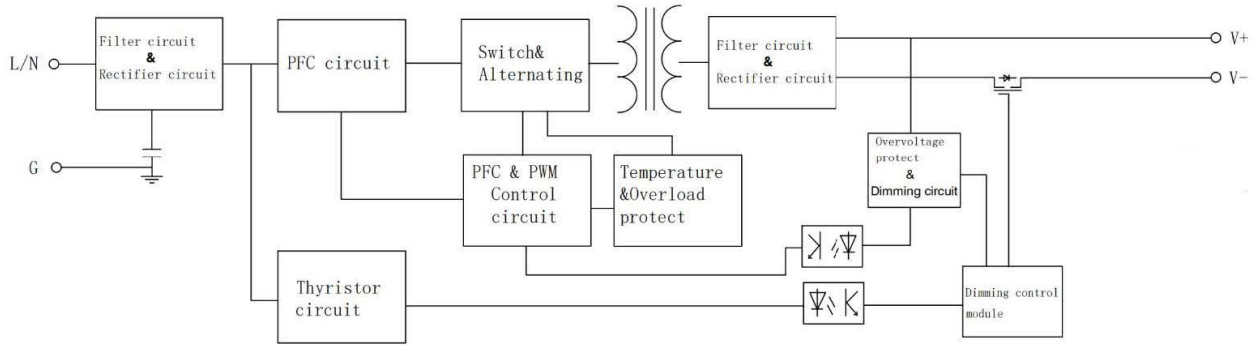 L/N
G
Filter circuit
&
Rectifier circuit
PFC circuit
Switch&
Alternating
Filter circuit
&
Rectifier circuit
V+
V-
PFC & PWM
Control
circuit
Temperature
&Overload
protect
Overvoltage
protect
&
Dimming circuit
Thyristor
circuit
Dimming control
module